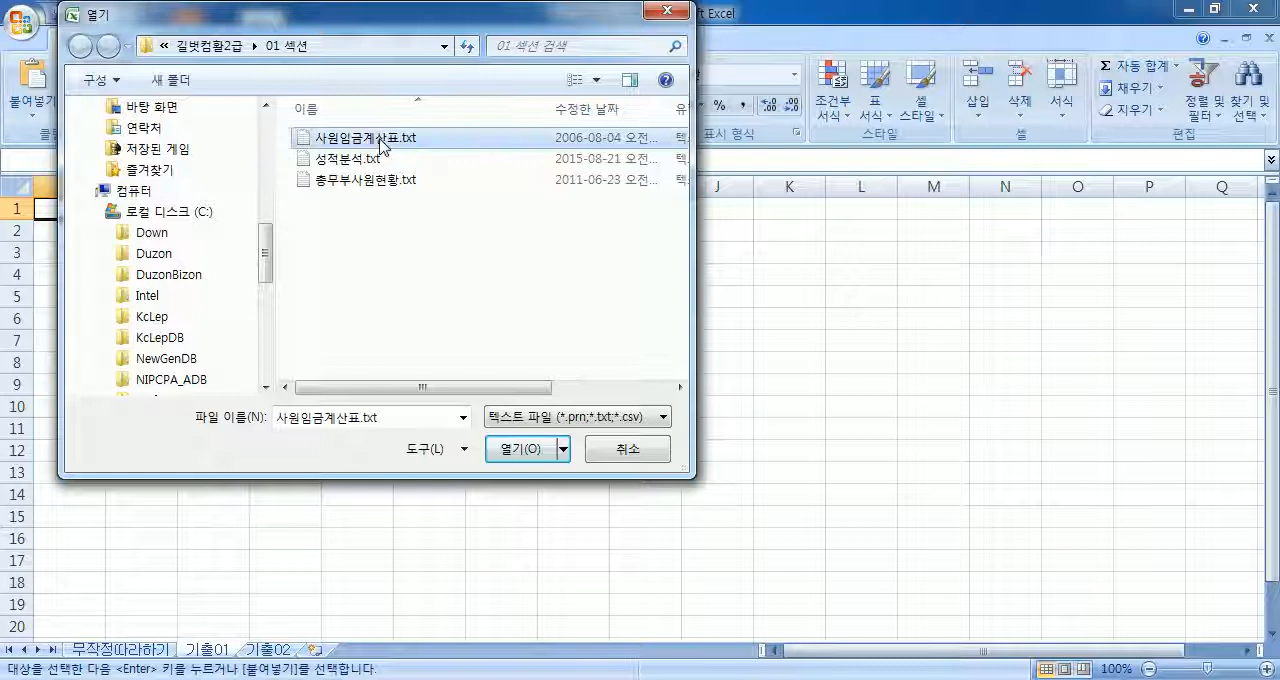 열기
ft Excel
« 길벗컴활2급 ▸ 01 섹션
01 섹션 검색
구성 새 폴더
바탕 화면
연락처
저장된 게임
즐겨찾기
컴퓨터
로컬 디스크 (C:)
Down
Duzon
DuzonBizon
Intel
KcLep
KcLepDB
NewGenDB
NIPCPA_ADB
이름 수정한 날짜 유
사원임금계산표.txt 2006-08-04 오전... 텍
성적분석.txt 2015-08-21 오전... 텍
총무부사원현황.txt 2011-06-23 오전... 텍
파일 이름(N): 사원임금계산표.txt 텍스트 파일 (*.prn;*.txt;*.csv)
도구(L) 열기(O) 취소
붙여넣기
% ,
표시 형식
조건부 서식
표 서식
셀 스타일
스타일
삽입
삭제
서식
셀
Σ 자동 합계
채우기
지우기
정렬 및 필터
찾기 및 선택
편집
J K L M N O P Q
1
2
3
4
5
6
7
8
9
10
11
12
13
14
15
16
17
18
19
20
무작정따라하기 기출01 기출02
대상을 선택한 다음 <Enter> 키를 누르거나 [붙여넣기]를 선택합니다.
100%